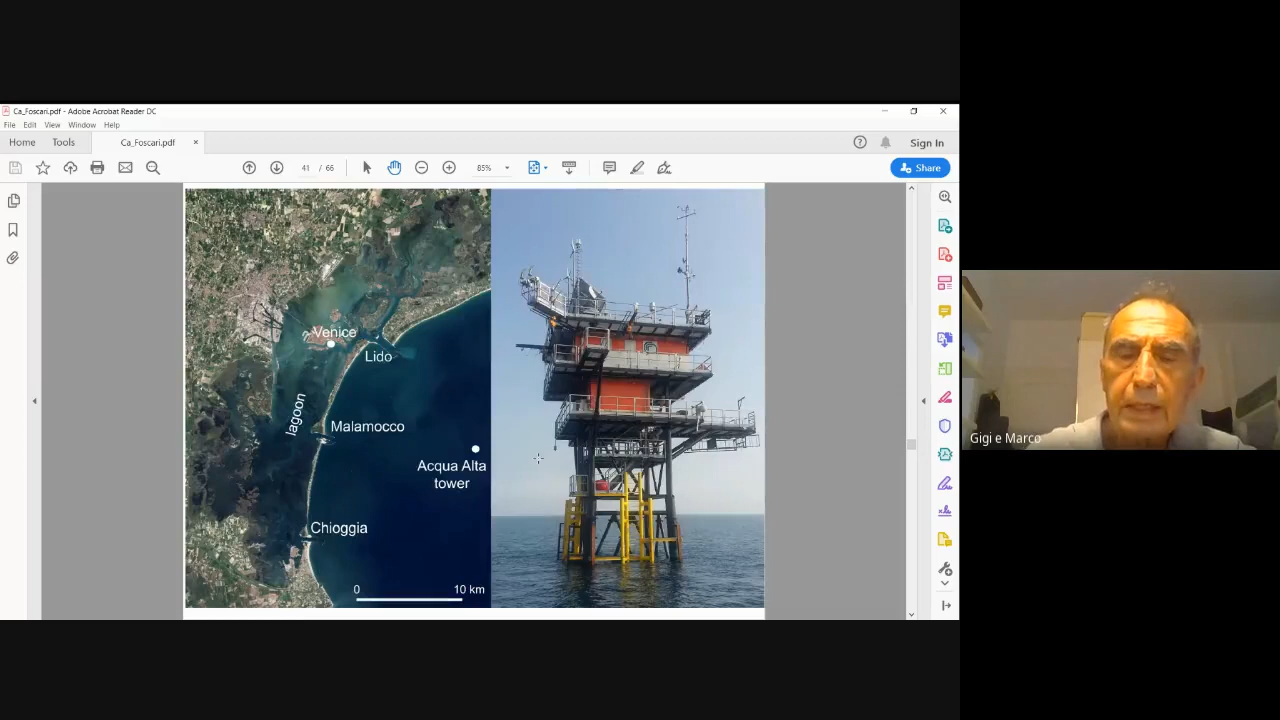 Ca_Foscari.pdf - Adobe Acrobat Reader DC
File Edit View Window Help
Home Tools Ca_Foscari.pdf × Sign In
41 / 66 85% Share
Venice
Lido
lagoon
Malamocco
Acqua Alta
tower
Chioggia
0 10 km
Gigi e Marco